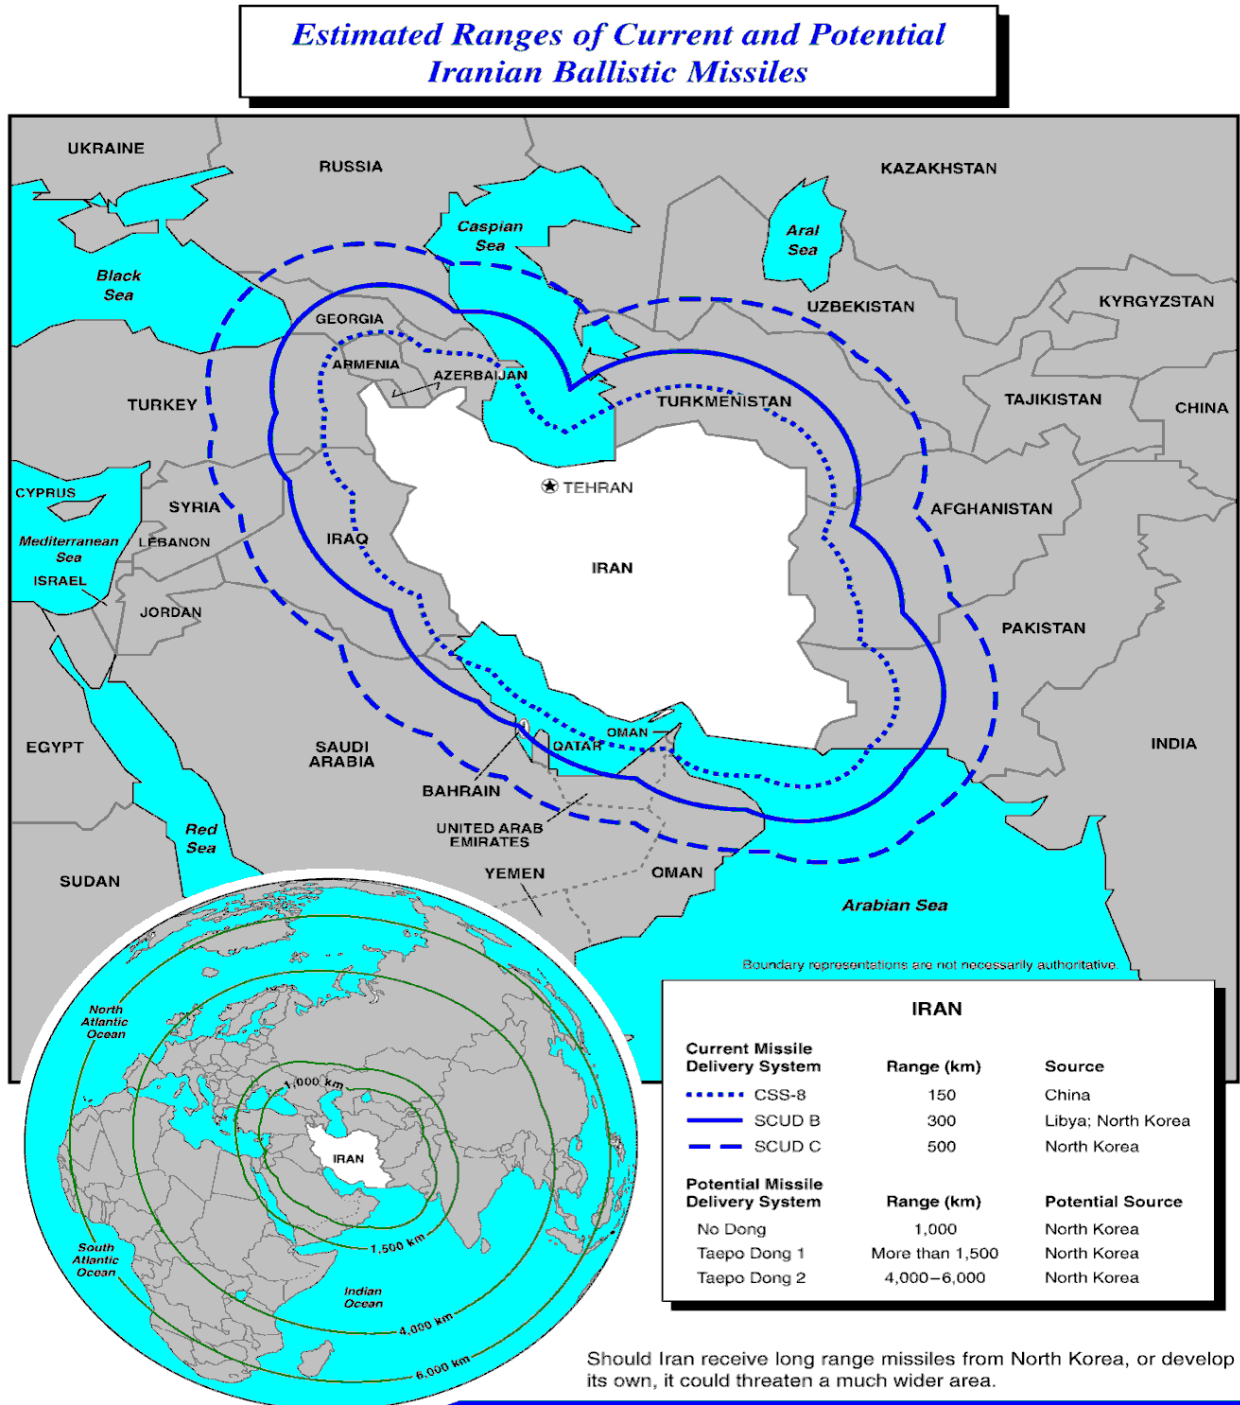 Estimated Ranges of Current and Potential
Iranian Ballistic Missiles
UKRAINE
RUSSIA
KAZAKHSTAN
Caspian
Sea
Aral
Sea
Black
Sea
UZBEKISTAN
KYRGYZSTAN
GEORGIA
ARMENIA
AZERBAIJAN
TURKEY
TURKMENISTAN
TAJIKISTAN
CHINA
CYPRUS
SYRIA
TEHRAN
AFGHANISTAN
Mediterranean
Sea
LEBANON
IRAQ
IRAN
ISRAEL
JORDAN
PAKISTAN
EGYPT
SAUDI
ARABIA
QATAR
OMAN
INDIA
BAHRAIN
UNITED ARAB
EMIRATES
Red
Sea
SUDAN
YEMEN
OMAN
Arabian Sea
Boundary representations are not necessarily authoritative.
North
Atlantic
Ocean
1,000 km
IRAN
1,500 km
South
Atlantic
Ocean
Indian
Ocean
4,000 km
6,000 km
IRAN
Current Missile
Delivery System Range (km) Source
CSS-8 150 China
SCUD B 300 Libya; North Korea
SCUD C 500 North Korea
Potential Missile
Delivery System Range (km) Potential Source
No Dong 1,000 North Korea
Taepo Dong 1 More than 1,500 North Korea
Taepo Dong 2 4,000–6,000 North Korea
Should Iran receive long range missiles from North Korea, or develop
its own, it could threaten a much wider area.